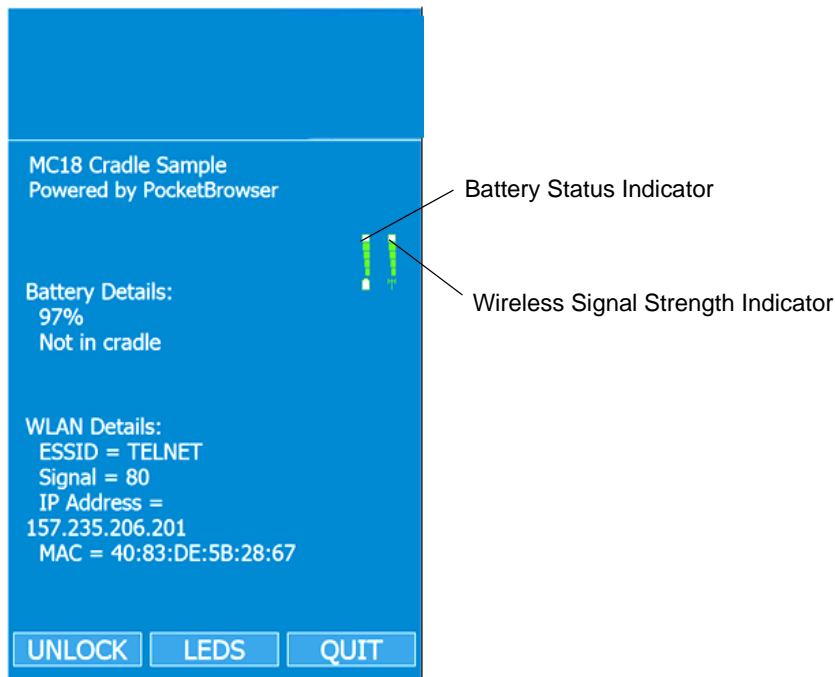 MC18 Cradle Sample
Powered by PocketBrowser
Battery Status Indicator
Wireless Signal Strength Indicator
Battery Details:
97%
Not in cradle
WLAN Details:
ESSID = TELNET
Signal = 80
IP Address =
157.235.206.201
MAC = 40:83:DE:5B:28:67
UNLOCK LEDS QUIT